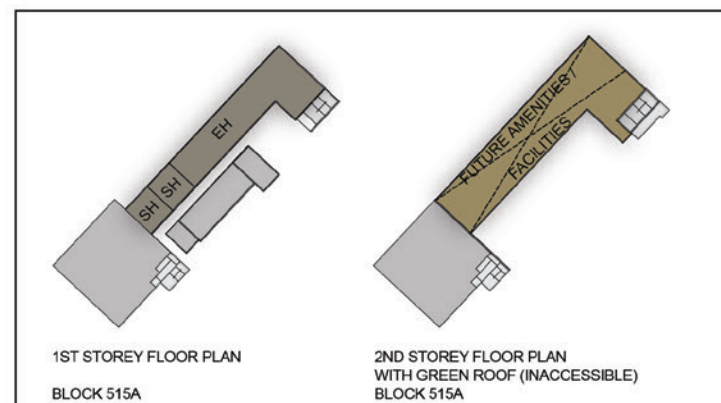 EH
SH
SH
FUTURE AMENITIES /
FACILITIES
1ST STOREY FLOOR PLAN
BLOCK 515A
2ND STOREY FLOOR PLAN
WITH GREEN ROOF (INACCESSIBLE)
BLOCK 515A